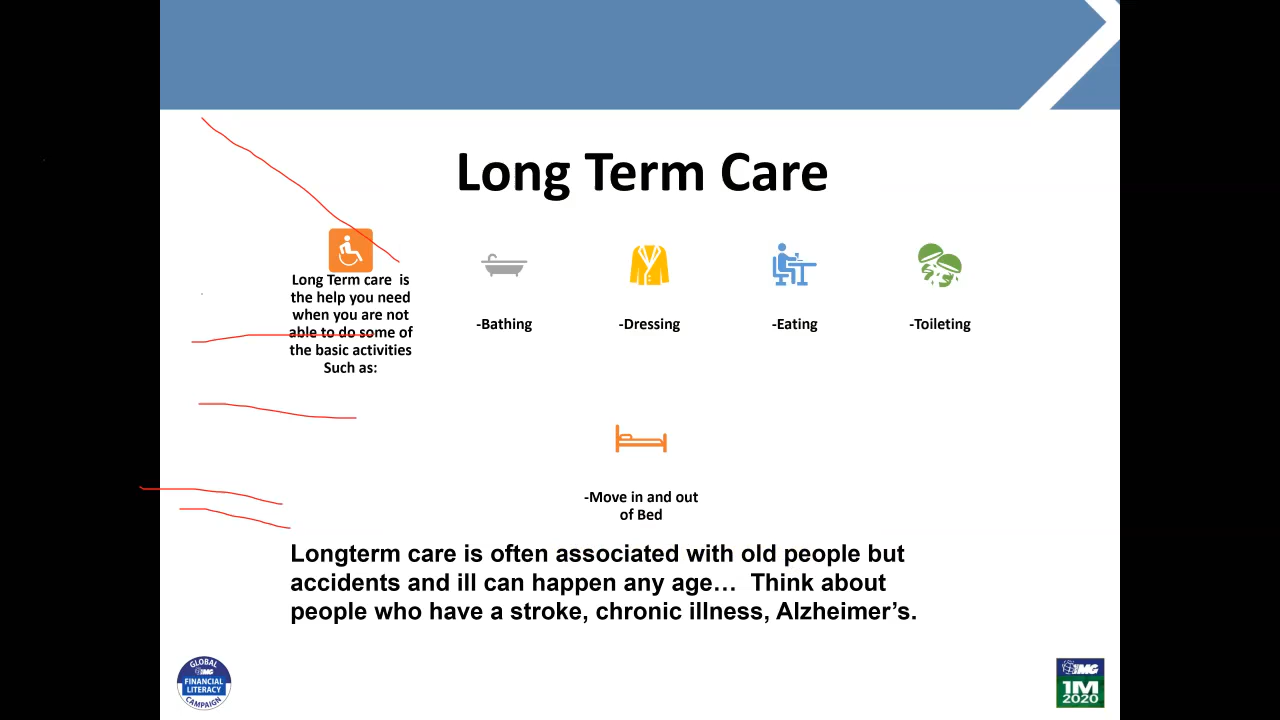 Long Term Care
Long Term care is
the help you need
when you are not
able to do some of
the basic activities
Such as:
-Bathing
-Dressing
-Eating
-Toileting
-Move in and out
of Bed
Longterm care is often associated with old people but
accidents and ill can happen any age… Think about
people who have a stroke, chronic illness, Alzheimer’s.
GLOBAL
FINANCIAL
LITERACY
CAMPAIGN
IMG
1M
2020